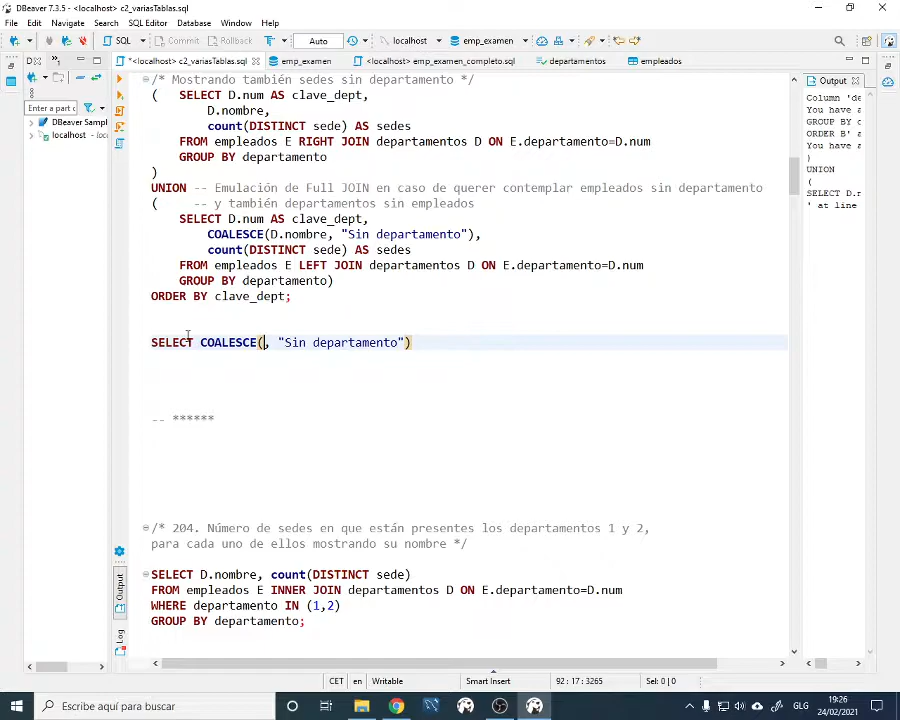 DBeaver 7.3.5 - <localhost> c2_variasTablas.sql
File Edit Navigate Search SQL Editor Database Window Help
SQL Commit Rollback Auto localhost emp_examen
D *<localhost> c2_variasTablas.sql emp_examen <localhost> emp_examen_completo.sql departamentos empleados
Enter a part o
DBeaver Sampl
localhost - loca
/* Mostrando también sedes sin departamento */
( SELECT D.num AS clave_dept,
D.nombre,
count(DISTINCT sede) AS sedes
FROM empleados E RIGHT JOIN departamentos D ON E.departamento=D.num
GROUP BY departamento
)
UNION -- Emulación de Full JOIN en caso de querer contemplar empleados sin departamento
( -- y también departamentos sin empleados
SELECT D.num AS clave_dept,
COALESCE(D.nombre, "Sin departamento"),
count(DISTINCT sede) AS sedes
FROM empleados E LEFT JOIN departamentos D ON E.departamento=D.num
GROUP BY departamento)
ORDER BY clave_dept;
SELECT COALESCE(, "Sin departamento")
-- ******
/* 204. Número de sedes en que están presentes los departamentos 1 y 2,
para cada uno de ellos mostrando su nombre */
SELECT D.nombre, count(DISTINCT sede)
FROM empleados E INNER JOIN departamentos D ON E.departamento=D.num
WHERE departamento IN (1,2)
GROUP BY departamento;
Output
Log
Output
Column 'de
You have a
GROUP BY c
ORDER B' a
You have a
)
UNION
(
SELECT D.n
' at line
CET en Writable Smart Insert 92 : 17 : 3265 Sel: 0 | 0
Escribe aquí para buscar
GLG
19:26
24/02/2021